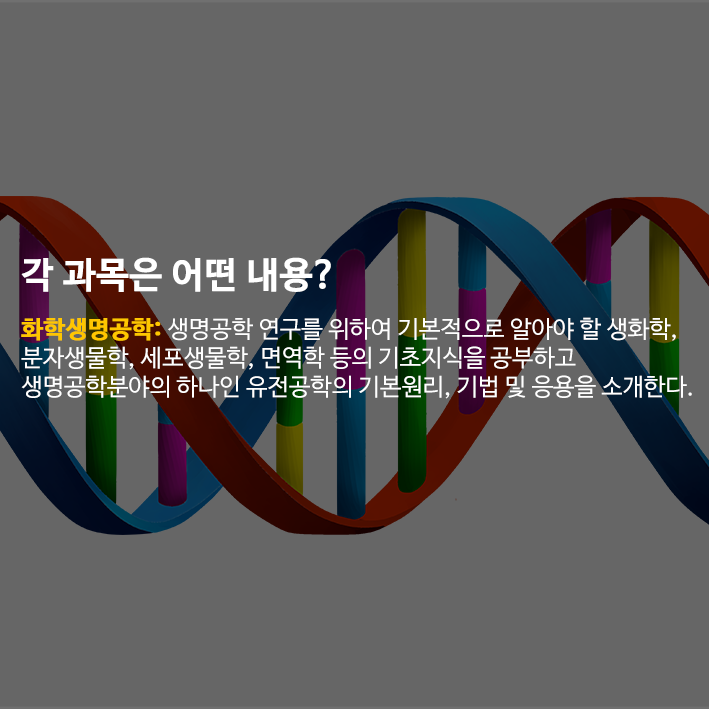 각 과목은 어떤 내용?
화학생명공학: 생명공학 연구를 위하여 기본적으로 알아야 할 생화학,
분자생물학, 세포생물학, 면역학 등의 기초지식을 공부하고
생명공학분야의 하나인 유전공학의 기본원리, 기법 및 응용을 소개한다.